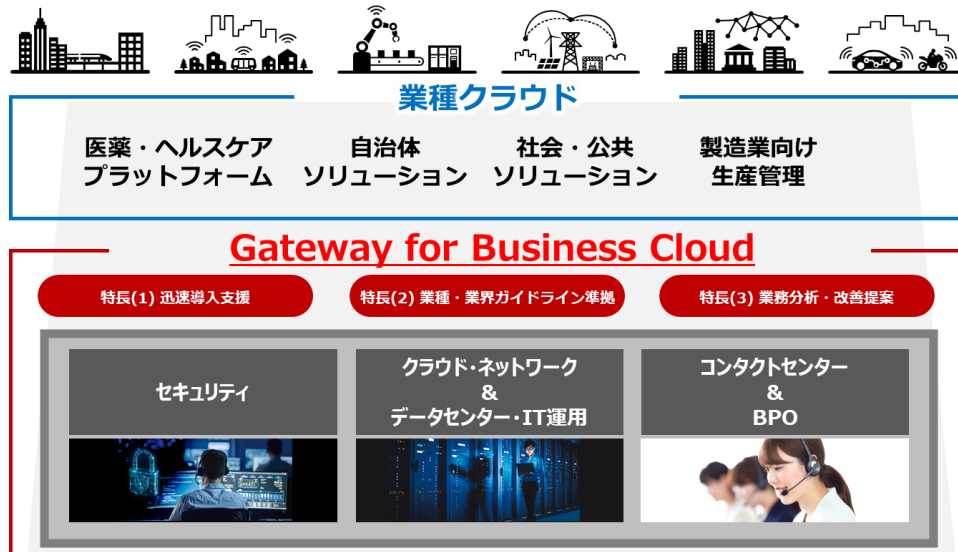 業種クラウド
医薬・ヘルスケア
プラットフォーム
自治体
ソリューション
社会・公共
ソリューション
製造業向け
生産管理
Gateway for Business Cloud
特長(1) 迅速導入支援
特長(2) 業種・業界ガイドライン準拠
特長(3) 業務分析・改善提案
セキュリティ
クラウド・ネットワーク
&
データセンター・IT運用
コンタクトセンター
&
BPO